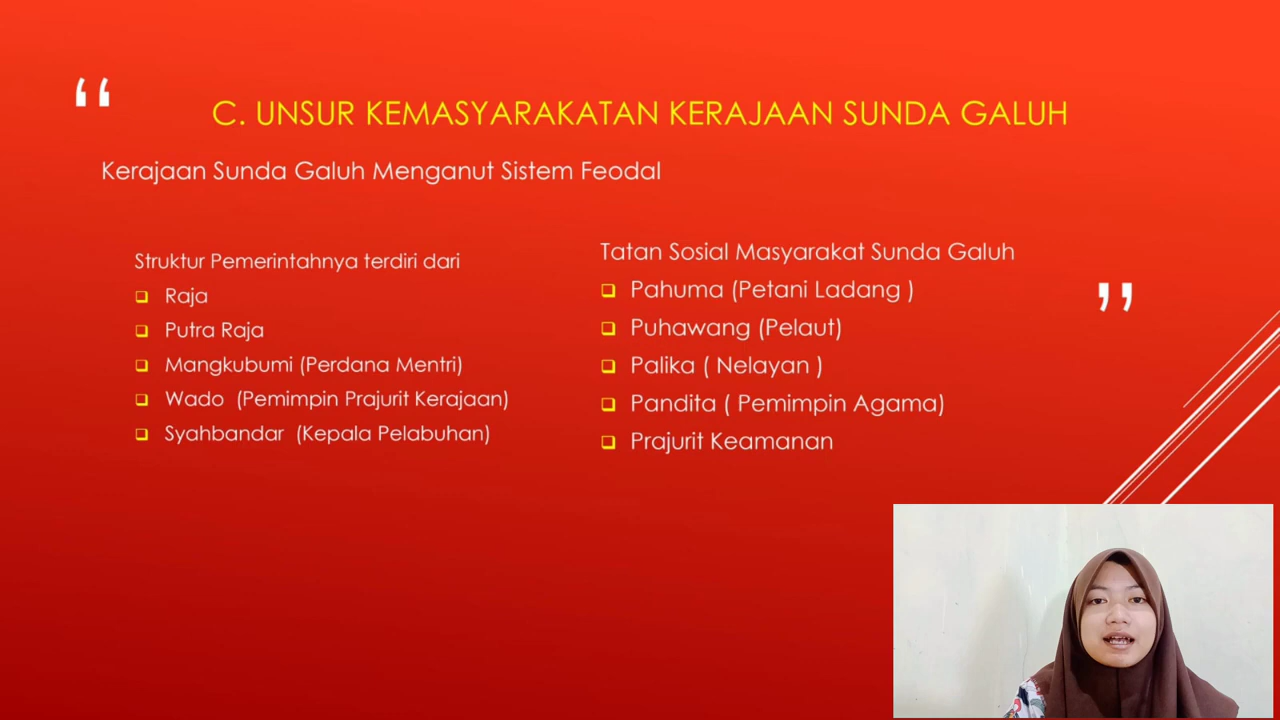 “
C. UNSUR KEMASYARAKATAN KERAJAAN SUNDA GALUH
Kerajaan Sunda Galuh Menganut Sistem Feodal
Struktur Pemerintahnya terdiri dari
Raja
Putra Raja
Mangkubumi (Perdana Mentri)
Wado (Pemimpin Prajurit Kerajaan)
Syahbandar (Kepala Pelabuhan)
Tatan Sosial Masyarakat Sunda Galuh
Pahuma (Petani Ladang )
Puhawang (Pelaut)
Palika ( Nelayan )
Pandita ( Pemimpin Agama)
Prajurit Keamanan
”